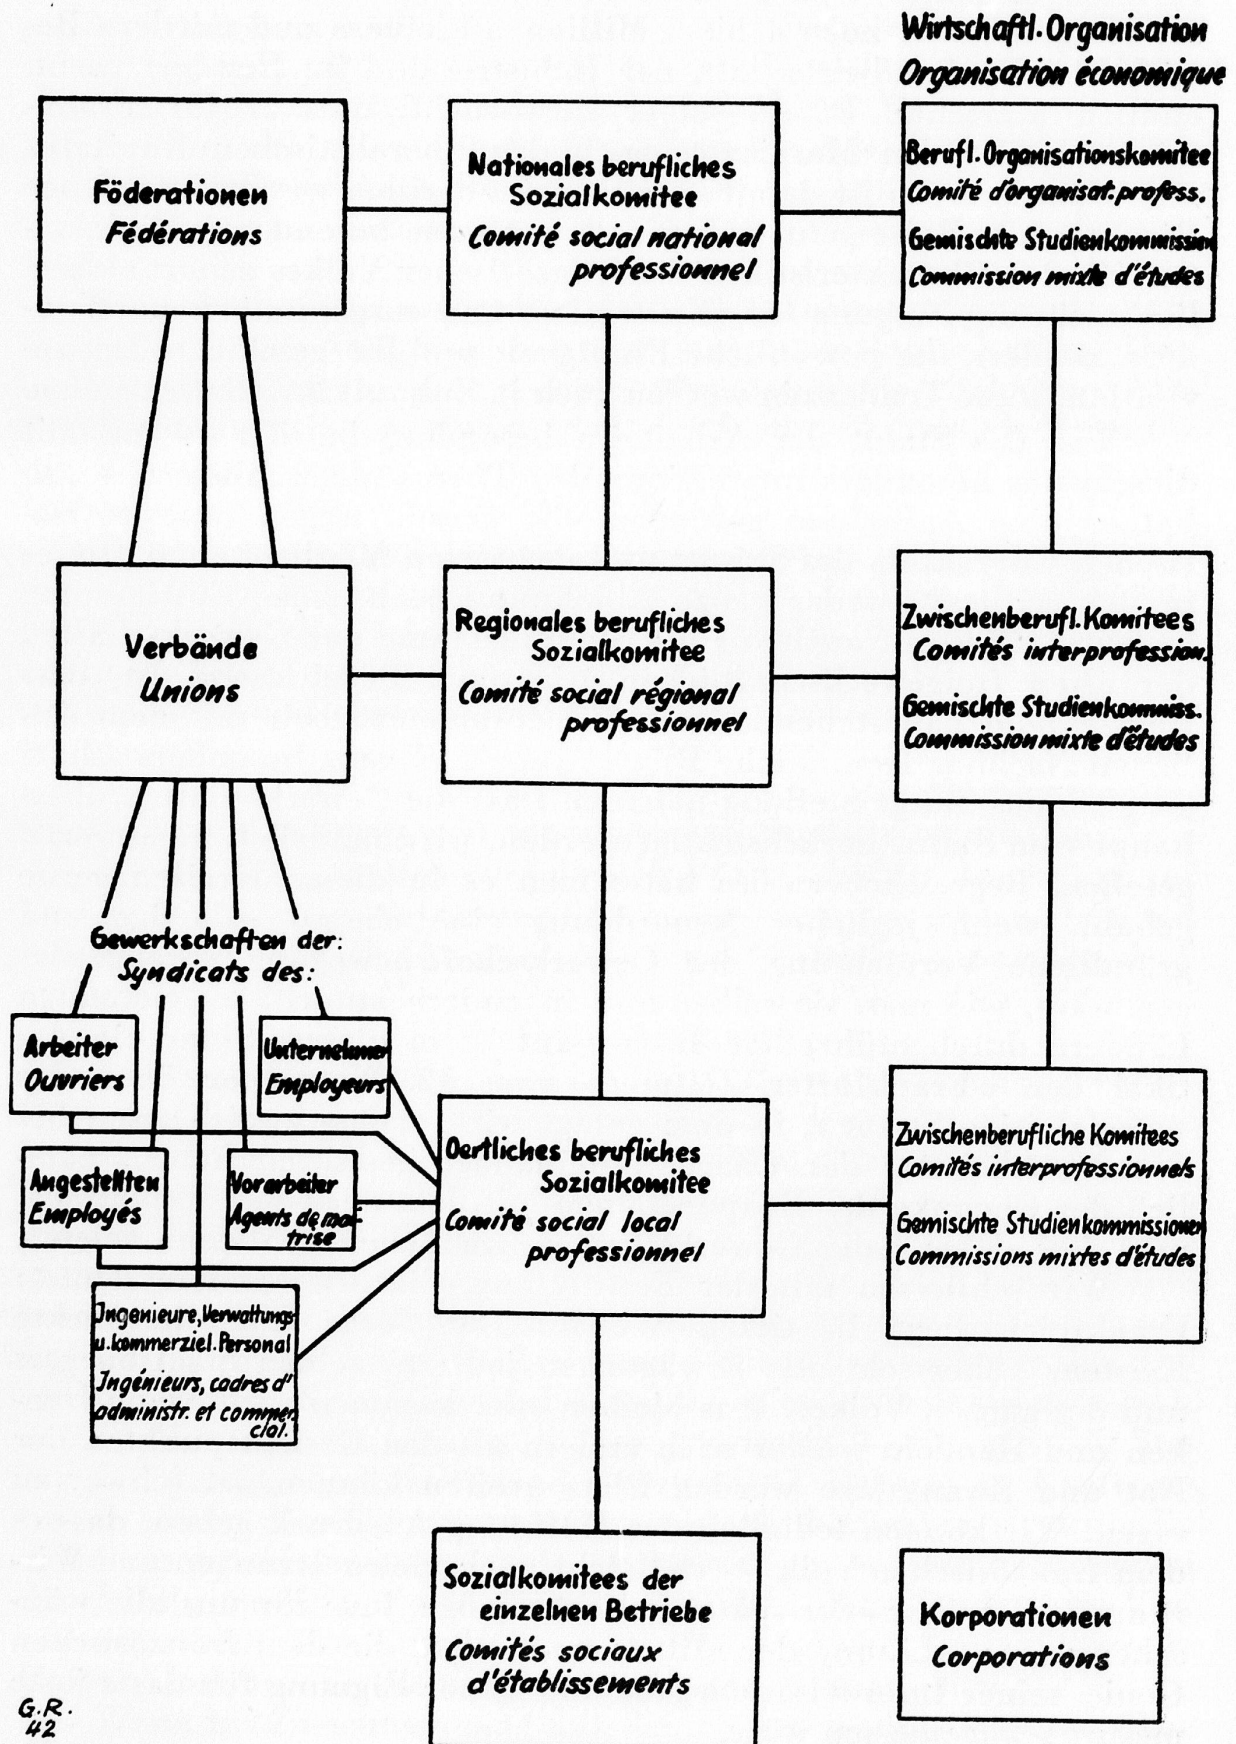 Wirtschaftl. Organisation
Organisation économique
Föderationen
Fédérations
Nationales berufliches
Sozialkomitee
Comité social national
professionnel
Berufl. Organisationskomitee
Comité d'organisat. profess.
Gemischte Studienkommission
Commission mixte d'études
Verbände
Unions
Regionales berufliches
Sozialkomitee
Comité social régional
professionnel
Zwischenberufl. Komitees
Comités interprofession.
Gemischte Studienkommiss.
Commission mixte d'études
Gewerkschaften der:
Syndicats des:
Arbeiter
Ouvriers
Unternehmer
Employeurs
Angestellten
Employés
Vorarbeiter
Agents de maî-
trise
Ingenieure, Verwaltungs
u. kommerziel. Personal
Ingénieurs, cadres d'
administr. et commer
cial.
Oertliches berufliches
Sozialkomitee
Comité social local
professionnel
Zwischenberufliche Komitees
Comités interprofessionnels
Gemischte Studienkommissionen
Commissions mixtes d'études
Sozialkomitees der
einzelnen Betriebe
Comités sociaux
d'établissements
Korporationen
Corporations
G.R.
42